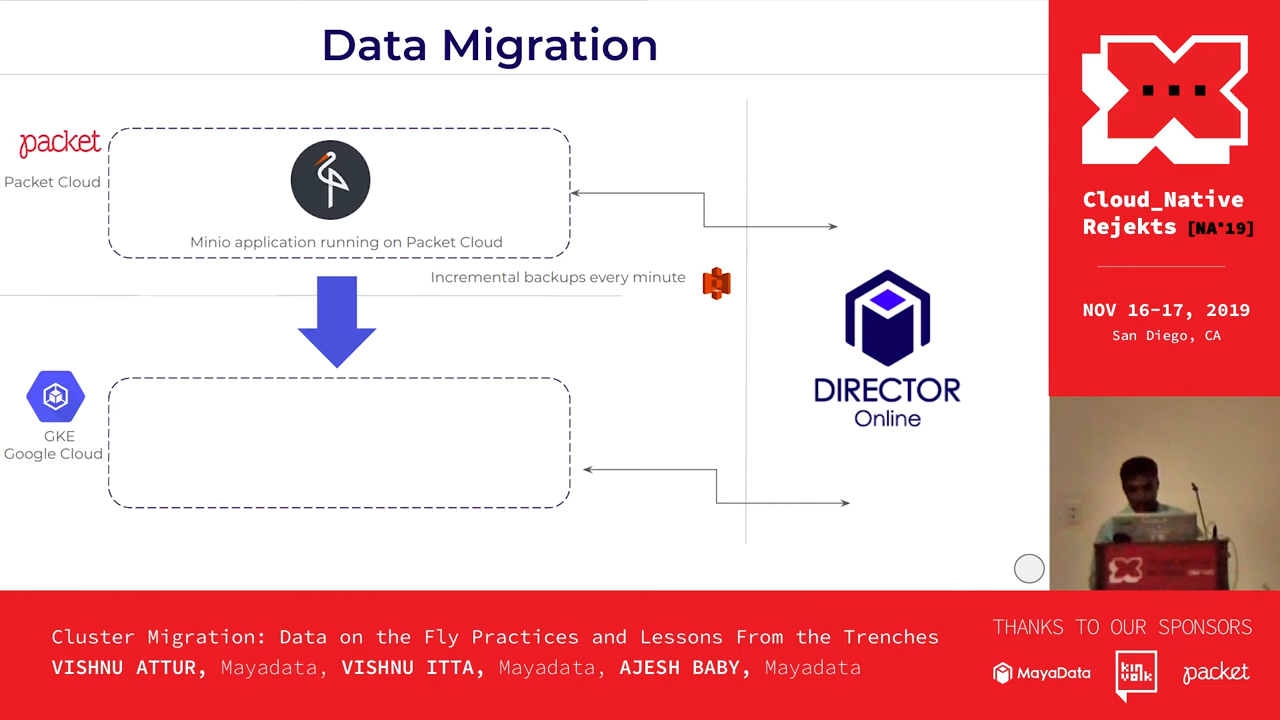 Data Migration
packet
Packet Cloud
Minio application running on Packet Cloud
Incremental backups every minute
GKE
Google Cloud
DIRECTOR
Online
Cloud_Native
Rejekts [NA'19]
NOV 16-17, 2019
San Diego, CA
Cluster Migration: Data on the Fly Practices and Lessons From the Trenches
VISHNU ATTUR, Mayadata, VISHNU ITTA, Mayadata, AJESH BABY, Mayadata
THANKS TO OUR SPONSORS
MayaData
kin
volk
packet